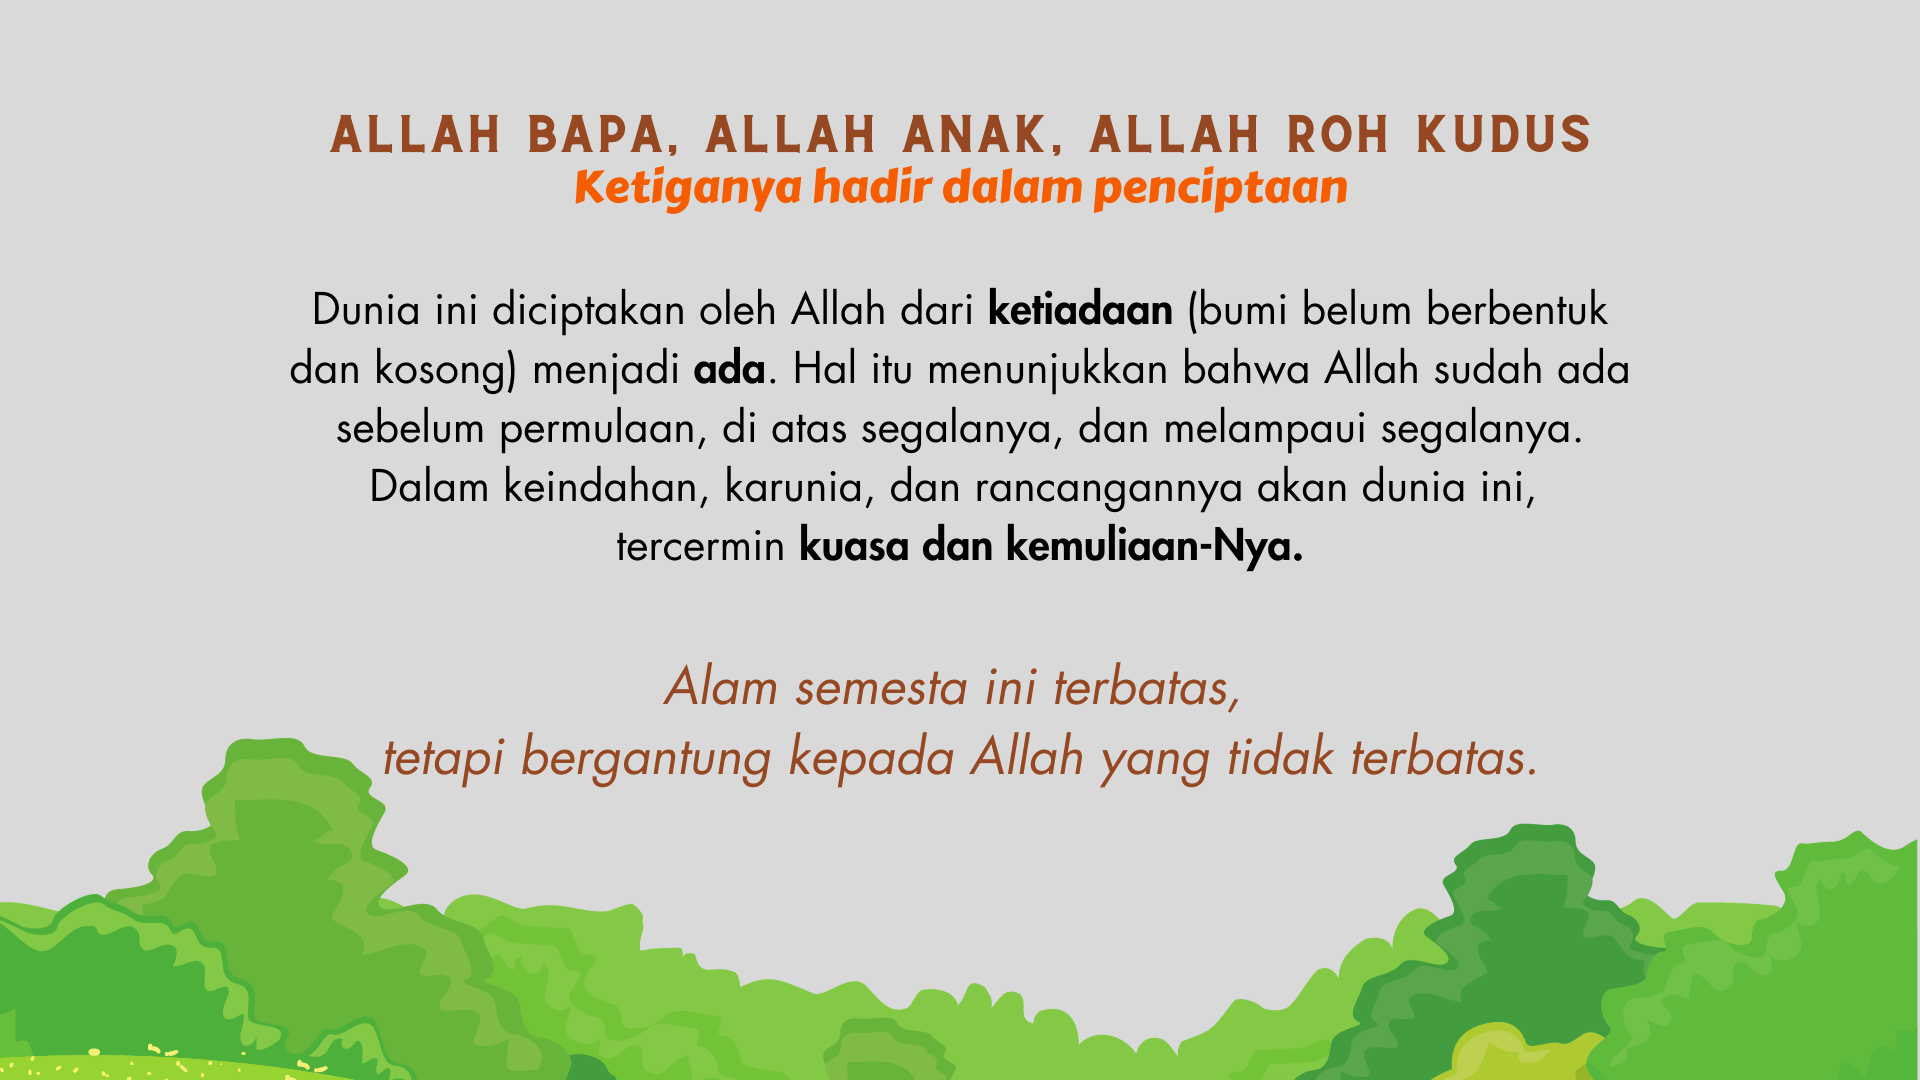 ALLAH BAPA, ALLAH ANAK, ALLAH ROH KUDUS
Ketiganya hadir dalam penciptaan
Dunia ini diciptakan oleh Allah dari ketiadaan (bumi belum berbentuk
dan kosong) menjadi ada. Hal itu menunjukkan bahwa Allah sudah ada
sebelum permulaan, di atas segalanya, dan melampaui segalanya.
Dalam keindahan, karunia, dan rancangannya akan dunia ini,
tercermin kuasa dan kemuliaan-Nya.
Alam semesta ini terbatas,
tetapi bergantung kepada Allah yang tidak terbatas.